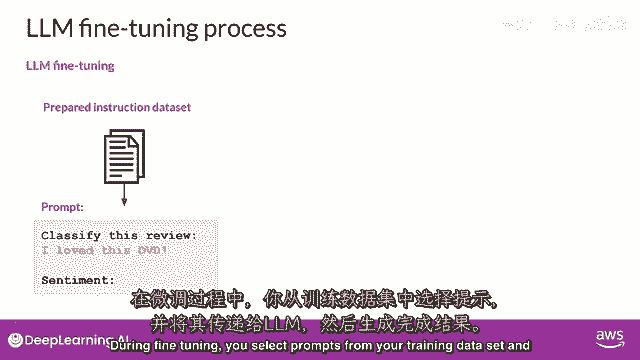 LLM fine-tuning process
LLM fine-tuning
Prepared instruction dataset
Prompt:
Classify this review:
I loved this DVD!
Sentiment:
在微调过程中，你从训练数据集中选择提示，
并将其传递给LLM，然后生成完成结果。
During fine tuning, you select prompts from your training data set and
DeepLearning.AI
aws